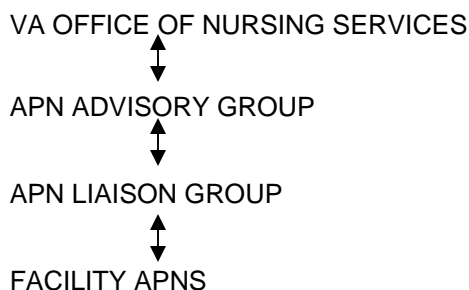 VA OFFICE OF NURSING SERVICES
APN ADVISORY GROUP
APN LIAISON GROUP
FACILITY APNS